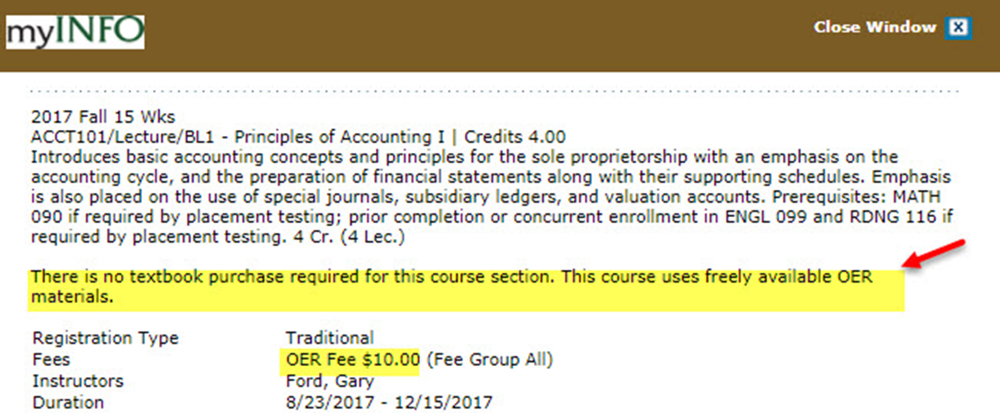 myINFO
Close Window
2017 Fall 15 Wks
ACCT101/Lecture/BL1 - Principles of Accounting I | Credits 4.00
Introduces basic accounting concepts and principles for the sole proprietorship with an emphasis on the
accounting cycle, and the preparation of financial statements along with their supporting schedules. Emphasis
is also placed on the use of special journals, subsidiary ledgers, and valuation accounts. Prerequisites: MATH
090 if required by placement testing; prior completion or concurrent enrollment in ENGL 099 and RDNG 116 if
required by placement testing. 4 Cr. (4 Lec.)
There is no textbook purchase required for this course section. This course uses freely available OER
materials.
Registration Type Traditional
Fees OER Fee $10.00 (Fee Group All)
Instructors Ford, Gary
Duration 8/23/2017 - 12/15/2017